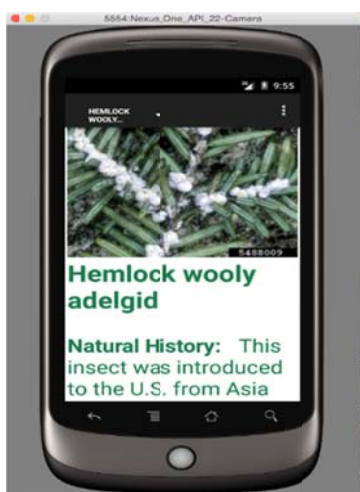 5554:Nexus_One_API_22-Camera
9:55
HEMLOCK
WOOLY...
5488009
Hemlock wooly
adelgid
Natural History: This
insect was introduced
to the U.S. from Asia